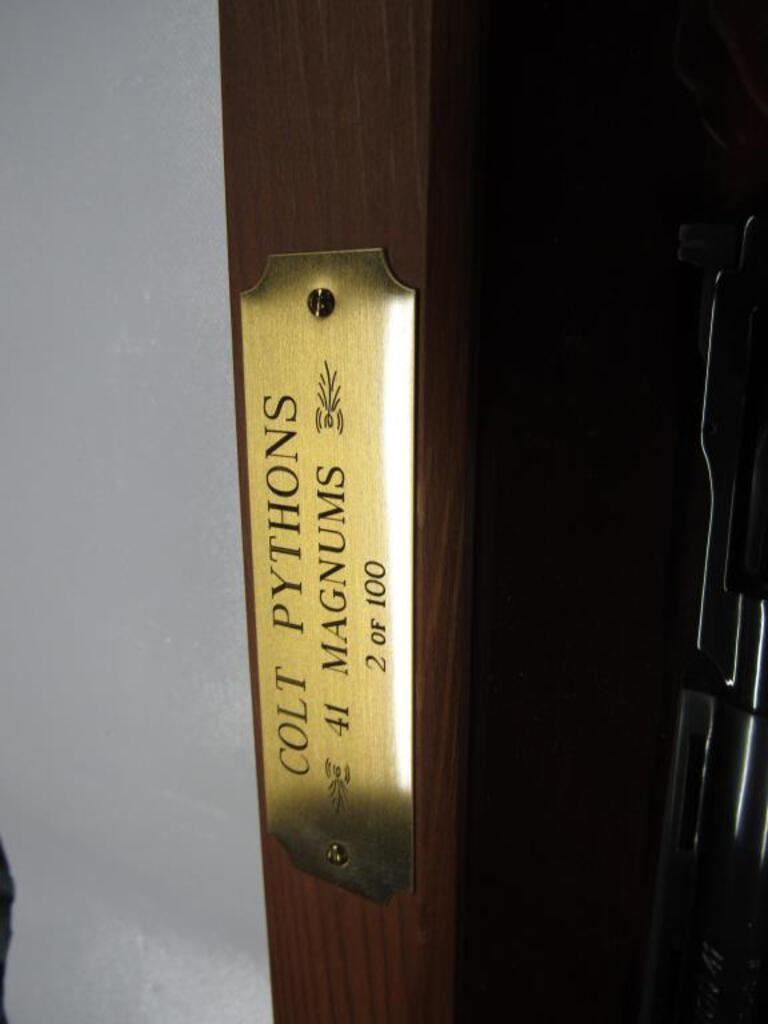 COLT PYTHONS
41 MAGNUMS
2 OF 100